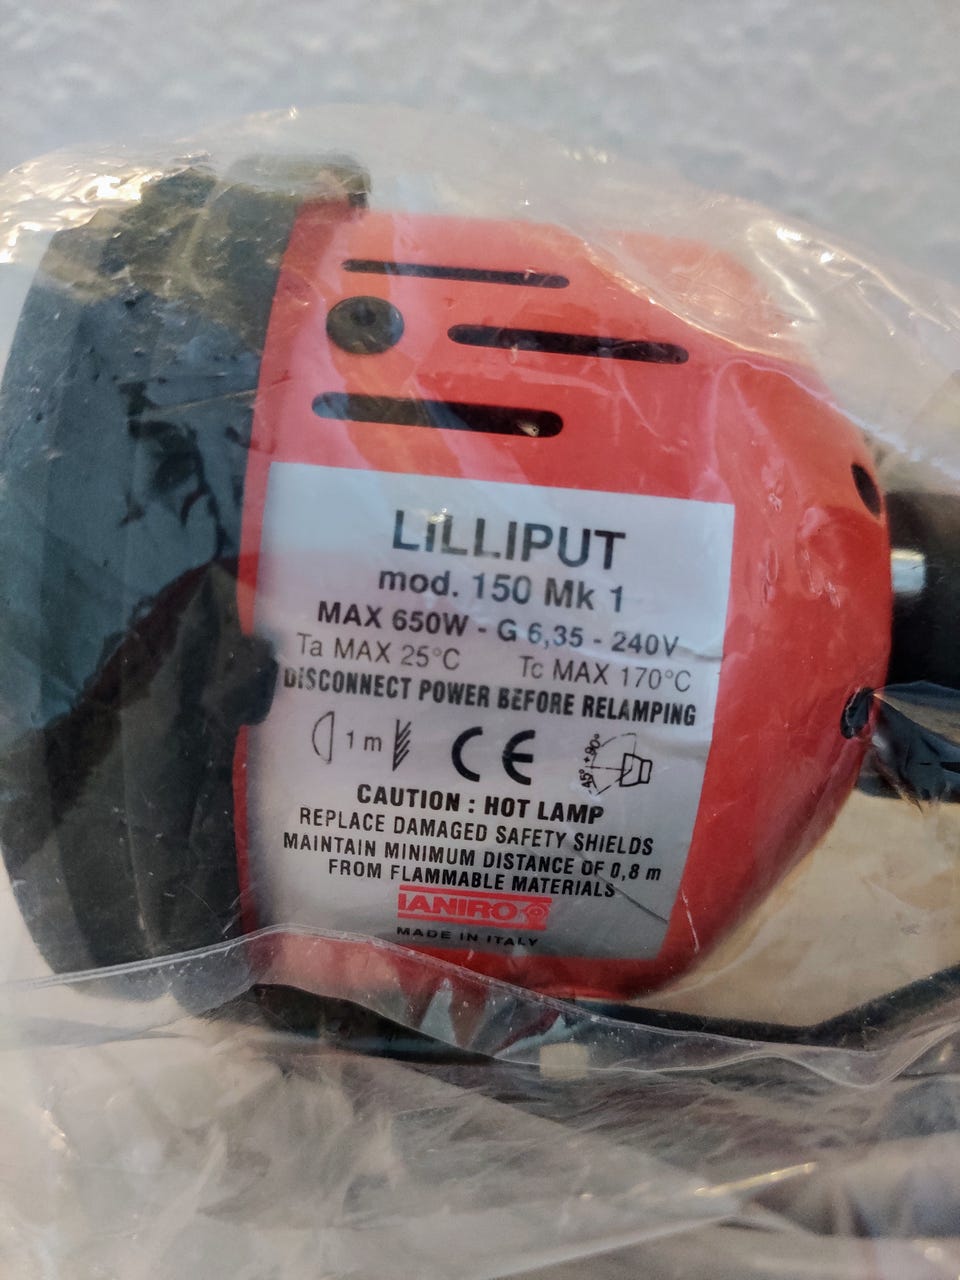 LILLIPUT
mod. 150 Mk 1
MAX 650W - G 6,35 - 240V
Ta MAX 25°C Tc MAX 170°C
DISCONNECT POWER BEFORE RELAMPING
1 m CE 45° +90°
CAUTION : HOT LAMP
REPLACE DAMAGED SAFETY SHIELDS
MAINTAIN MINIMUM DISTANCE OF 0,8 m
FROM FLAMMABLE MATERIALS
IANIRO
MADE IN ITALY